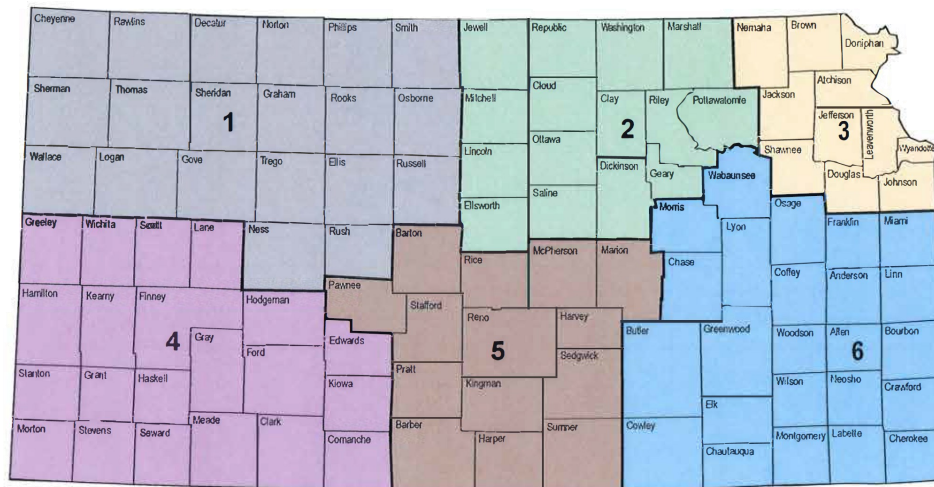 Cheyenne
Rawlins
Decatur
Norton
Phillips
Smith
Jewell
Republic
Washington
Marshall
Nemaha
Brown
Doniphan
Sherman
Thomas
Sheridan
Graham
Rooks
Osborne
Mitchell
Cloud
Clay
Riley
Pottawatomie
Jackson
Atchison
1
2
3
Jefferson
Leavenworth
Wyandotte
Wallace
Logan
Gove
Trego
Ellis
Russell
Lincoln
Ottawa
Dickinson
Geary
Wabaunsee
Shawnee
Douglas
Johnson
Ellsworth
Saline
Morris
Osage
Greeley
Wichita
Scott
Lane
Ness
Rush
Barton
Rice
McPherson
Marion
Chase
Lyon
Franklin
Miami
Hamilton
Kearny
Finney
Hodgeman
Pawnee
Stafford
Reno
Harvey
Coffey
Anderson
Linn
4
5
6
Gray
Ford
Edwards
Sedgwick
Butler
Greenwood
Woodson
Allen
Bourbon
Stanton
Grant
Haskell
Kiowa
Pratt
Kingman
Wilson
Neosho
Crawford
Morton
Stevens
Seward
Meade
Clark
Comanche
Barber
Harper
Sumner
Cowley
Elk
Chautauqua
Montgomery
Labette
Cherokee